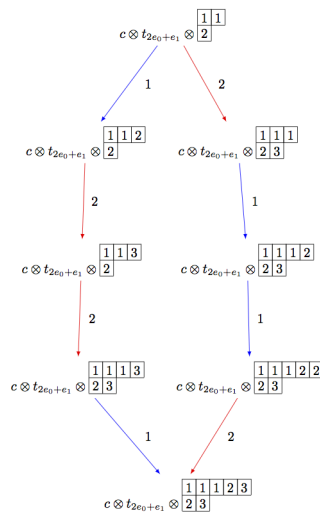 1 1
c ⊗ t_{2e_0+e_1} ⊗ 2
1 2
1 1 2 1 1 1
c ⊗ t_{2e_0+e_1} ⊗ 2 c ⊗ t_{2e_0+e_1} ⊗ 2 3
2 1
1 1 3 1 1 1 2
c ⊗ t_{2e_0+e_1} ⊗ 2 c ⊗ t_{2e_0+e_1} ⊗ 2 3
2 1
1 1 1 3 1 1 1 2 2
c ⊗ t_{2e_0+e_1} ⊗ 2 3 c ⊗ t_{2e_0+e_1} ⊗ 2 3
1 2
1 1 1 2 3
c ⊗ t_{2e_0+e_1} ⊗ 2 3